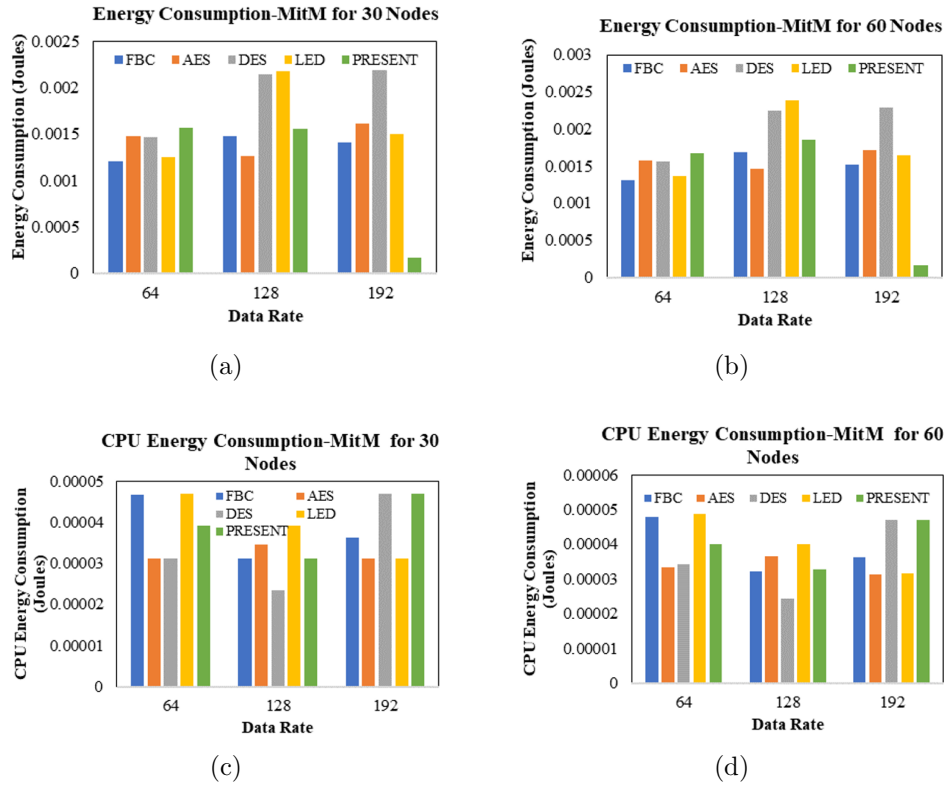 Energy Consumption-MitM for 30 Nodes
Energy Consumption (Joules)
0.0025
0.002
0.0015
0.001
0.0005
0
FBC AES DES LED PRESENT
64 128 192
Data Rate
(a)
Energy Consumption-MitM for 60 Nodes
Energy Consumption (Joules)
0.003
0.0025
0.002
0.0015
0.001
0.0005
0
FBC AES DES LED PRESENT
64 128 192
Data Rate
(b)
CPU Energy Consumption-MitM for 30
Nodes
CPU Energy Consumption
(Joules)
0.00005
0.00004
0.00003
0.00002
0.00001
0
FBC AES
DES LED
PRESENT
64 128 192
Data Rate
(c)
CPU Energy Consumption-MitM for 60
Nodes
CPU Energy Consumption
(Joules)
0.00006
0.00005
0.00004
0.00003
0.00002
0.00001
0
FBC AES DES LED PRESENT
64 128 192
Data Rate
(d)